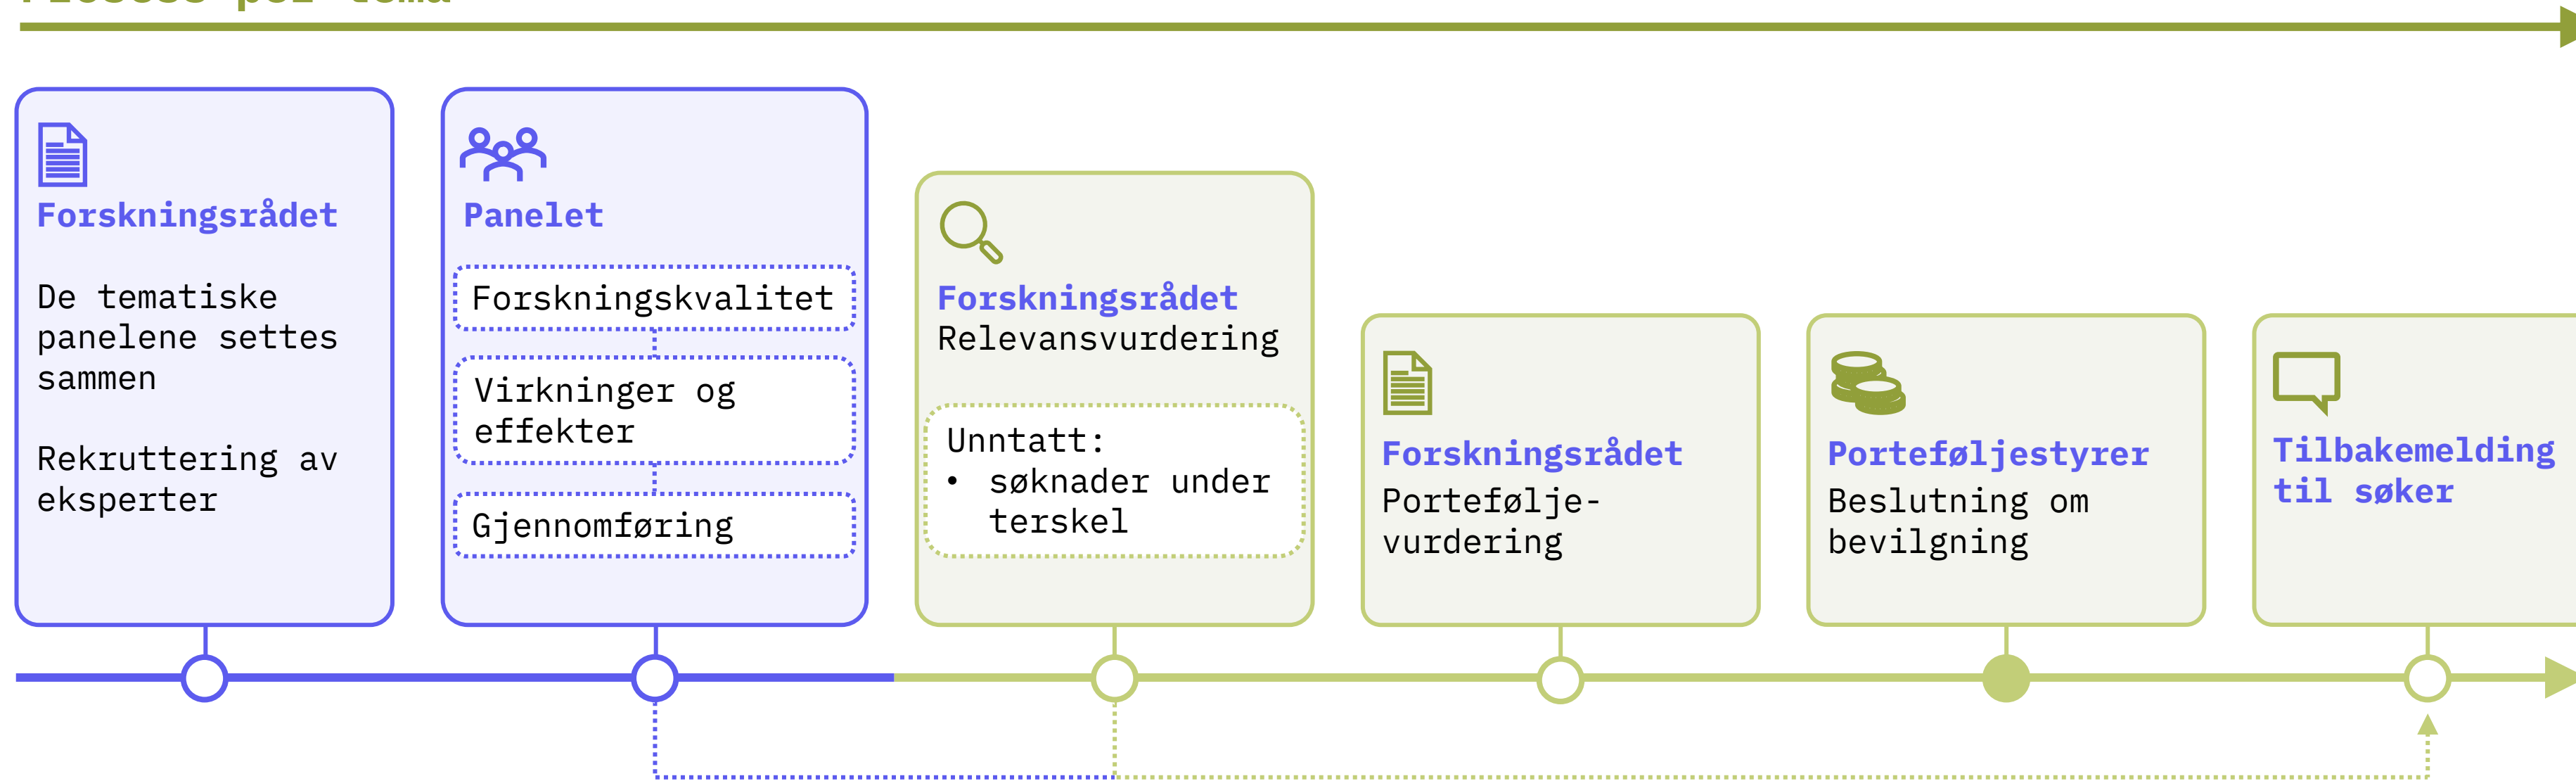 Forskningsrådet
De tematiske
panelene settes
sammen
Rekruttering av
eksperter
Panelet
Forskningskvalitet
Virkninger og
effekter
Gjennomføring
Forskningsrådet
Relevansvurdering
Unntatt:
• søknader under
terskel
Forskningsrådet
Portefølje-
vurdering
Porteføljestyrer
Beslutning om
bevilgning
Tilbakemelding
til søker